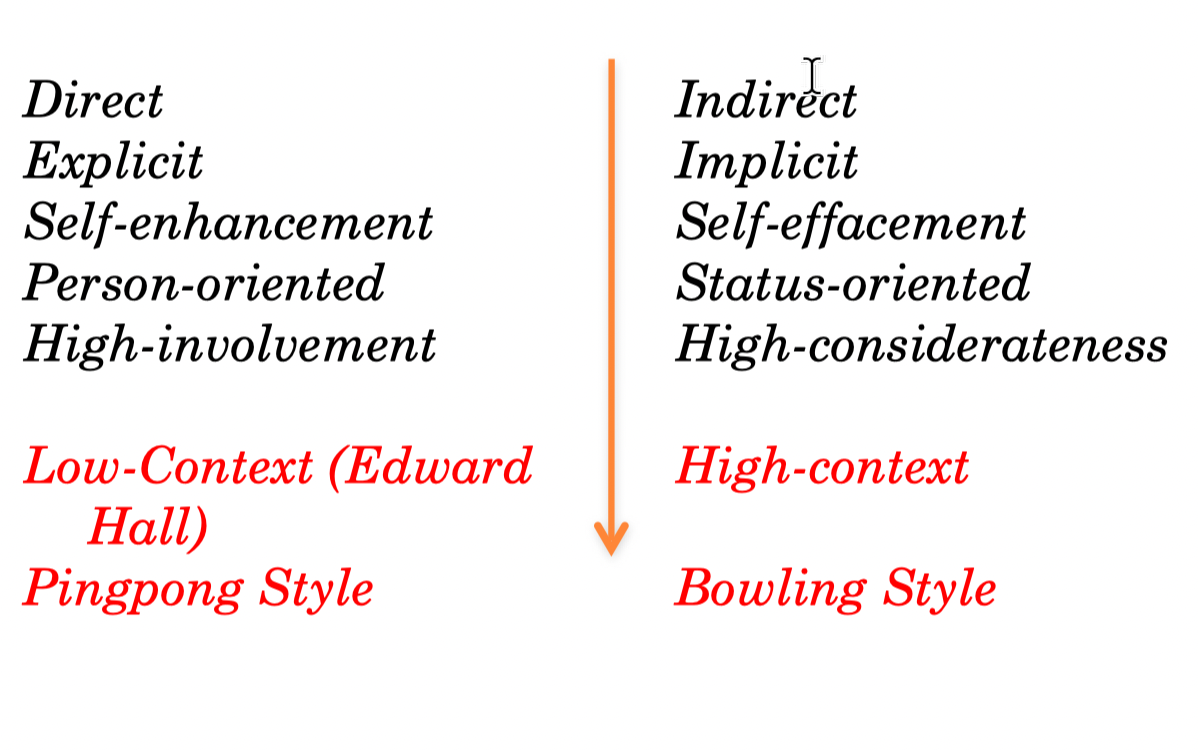 Direct
Explicit
Self-enhancement
Person-oriented
High-involvement
Low-Context (Edward
Hall)
Pingpong Style
Indirect
Implicit
Self-effacement
Status-oriented
High-considerateness
High-context
Bowling Style